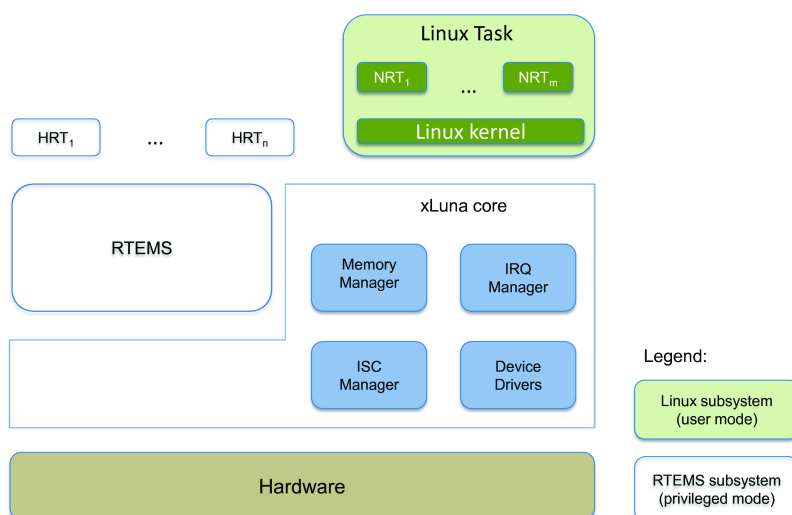 Linux Task
NRT1 ... NRTm
Linux kernel
HRT1 ... HRTn
xLuna core
RTEMS
Memory
Manager
IRQ
Manager
ISC
Manager
Device
Drivers
Hardware
Legend:
Linux subsystem
(user mode)
RTEMS subsystem
(privileged mode)